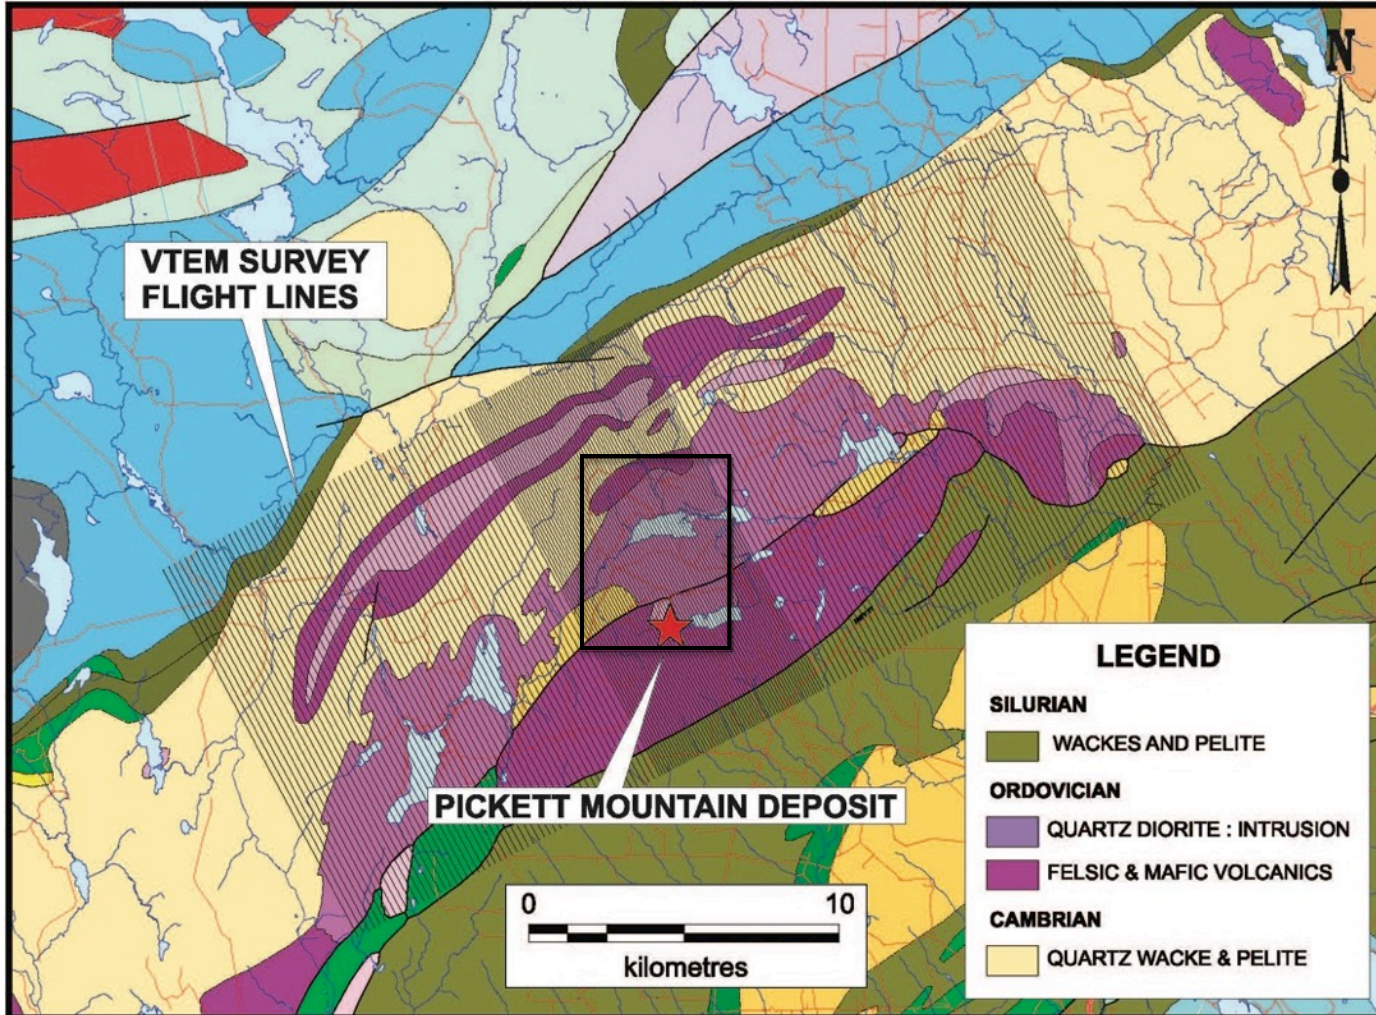 N
VTEM SURVEY
FLIGHT LINES
PICKETT MOUNTAIN DEPOSIT
LEGEND
SILURIAN
WACKES AND PELITE
ORDOVICIAN
QUARTZ DIORITE : INTRUSION
FELSIC & MAFIC VOLCANICS
CAMBRIAN
QUARTZ WACKE & PELITE
0 10
kilometres